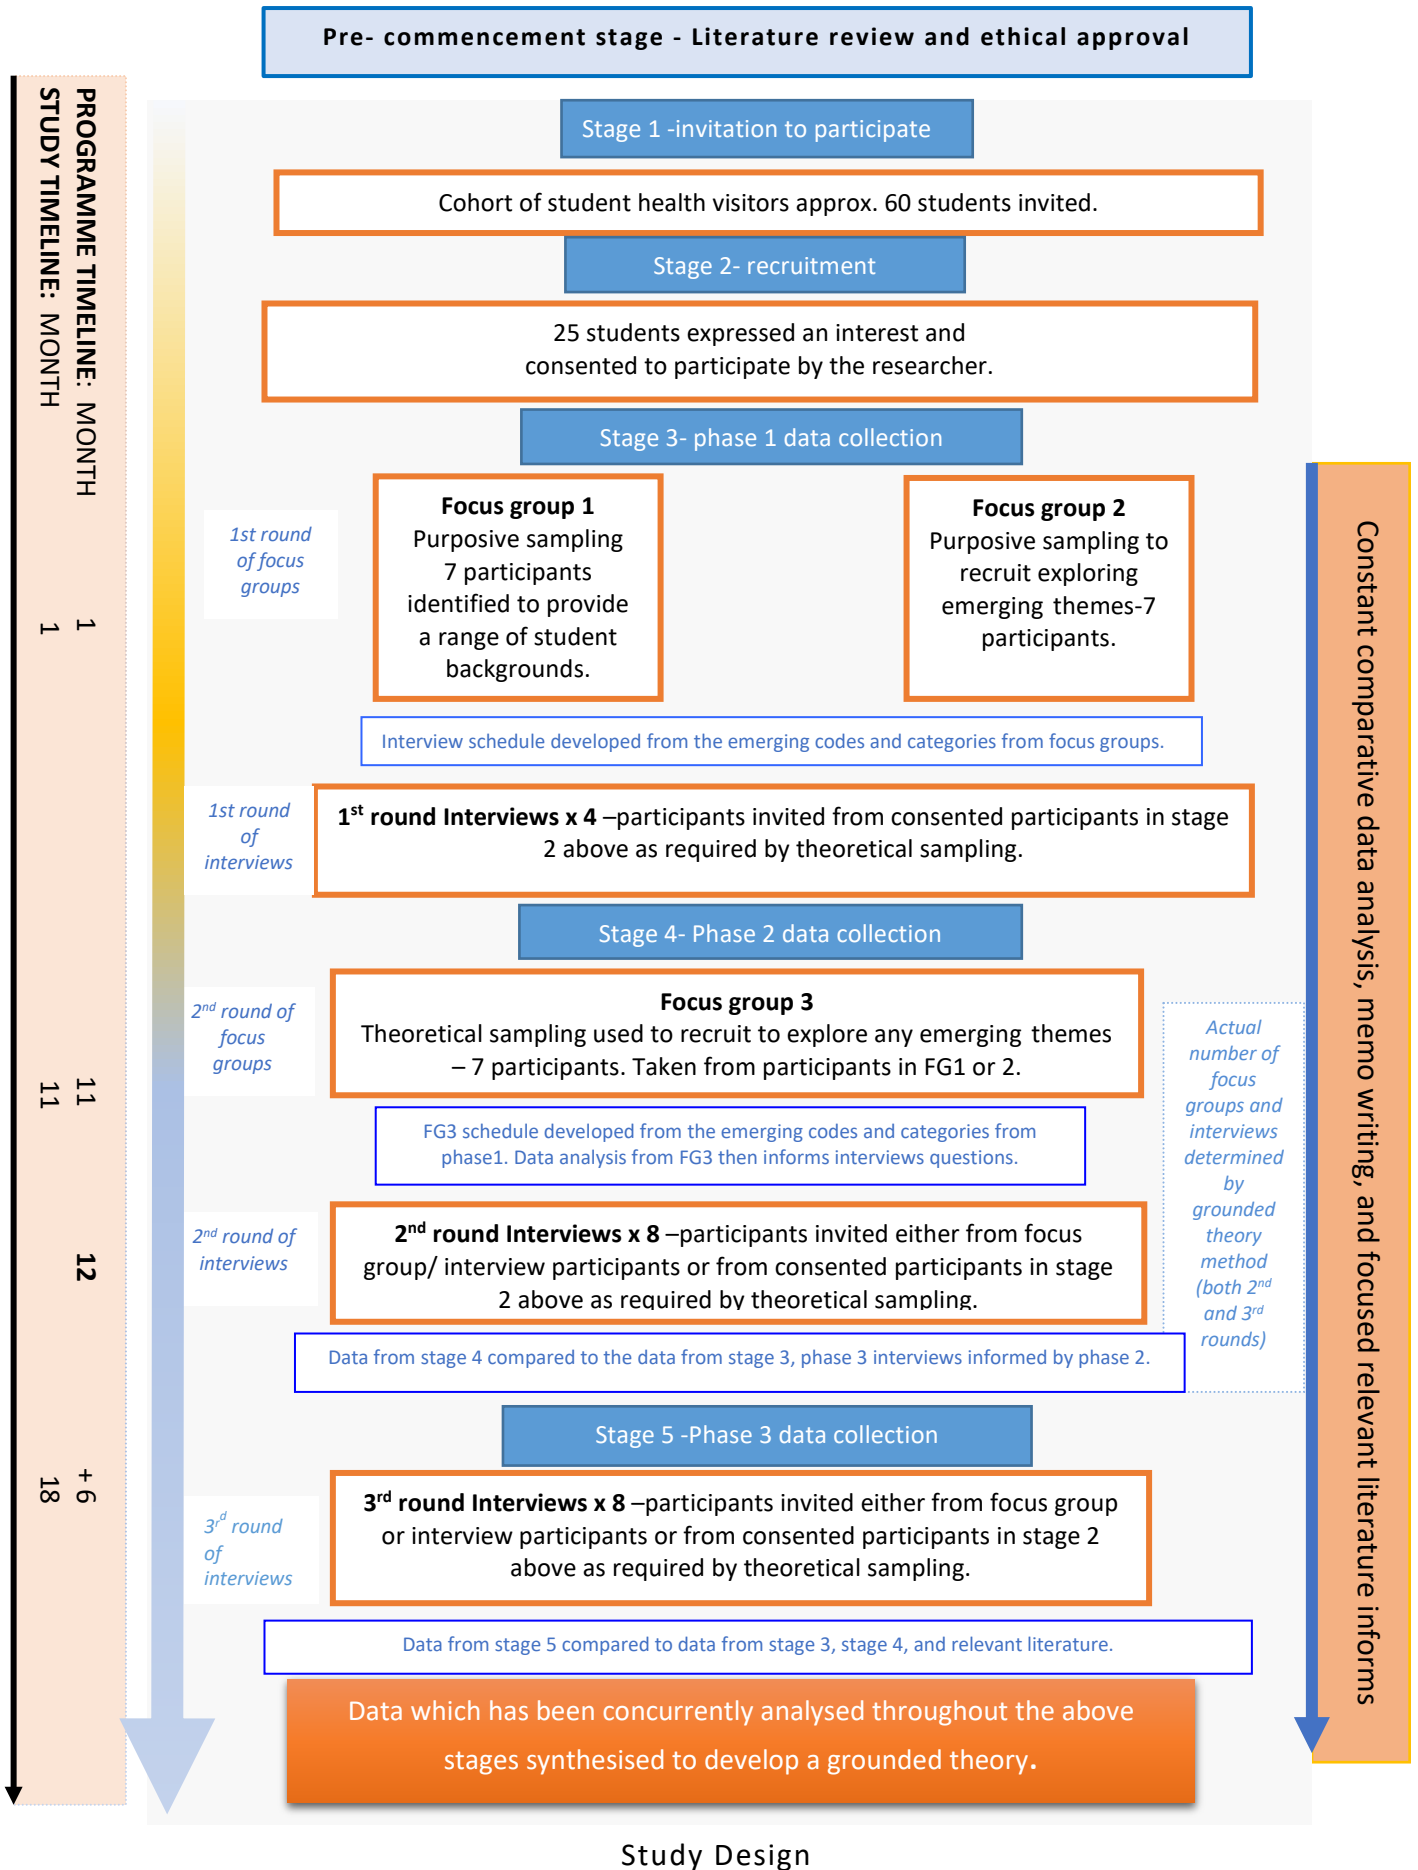 Pre- commencement stage - Literature review and ethical approval
PROGRAMME TIMELINE: MONTH
STUDY TIMELINE: MONTH
Stage 1 -invitation to participate
Cohort of student health visitors approx. 60 students invited.
Stage 2- recruitment
25 students expressed an interest and
consented to participate by the researcher.
Stage 3- phase 1 data collection
1st round
of focus
groups
1
1
Focus group 1
Purposive sampling
7 participants
identified to provide
a range of student
backgrounds.
Focus group 2
Purposive sampling to
recruit exploring
emerging themes-7
participants.
Interview schedule developed from the emerging codes and categories from focus groups.
1st round
of
interviews
1st round Interviews x 4 –participants invited from consented participants in stage
2 above as required by theoretical sampling.
Stage 4- Phase 2 data collection
2nd round of
focus
groups
11
11
Focus group 3
Theoretical sampling used to recruit to explore any emerging themes
– 7 participants. Taken from participants in FG1 or 2.
FG3 schedule developed from the emerging codes and categories from
phase1. Data analysis from FG3 then informs interviews questions.
2nd round of
interviews
12
2nd round Interviews x 8 –participants invited either from focus
group/ interview participants or from consented participants in stage
2 above as required by theoretical sampling.
Actual
number of
focus
groups and
interviews
determined
by
grounded
theory
method
(both 2nd
and 3rd
rounds)
Data from stage 4 compared to the data from stage 3, phase 3 interviews informed by phase 2.
Stage 5 -Phase 3 data collection
+ 6
18
3rd round
of
interviews
3rd round Interviews x 8 –participants invited either from focus group
or interview participants or from consented participants in stage 2
above as required by theoretical sampling.
Data from stage 5 compared to data from stage 3, stage 4, and relevant literature.
Data which has been concurrently analysed throughout the above
stages synthesised to develop a grounded theory.
Constant comparative data analysis, memo writing, and focused relevant literature informs
Study Design